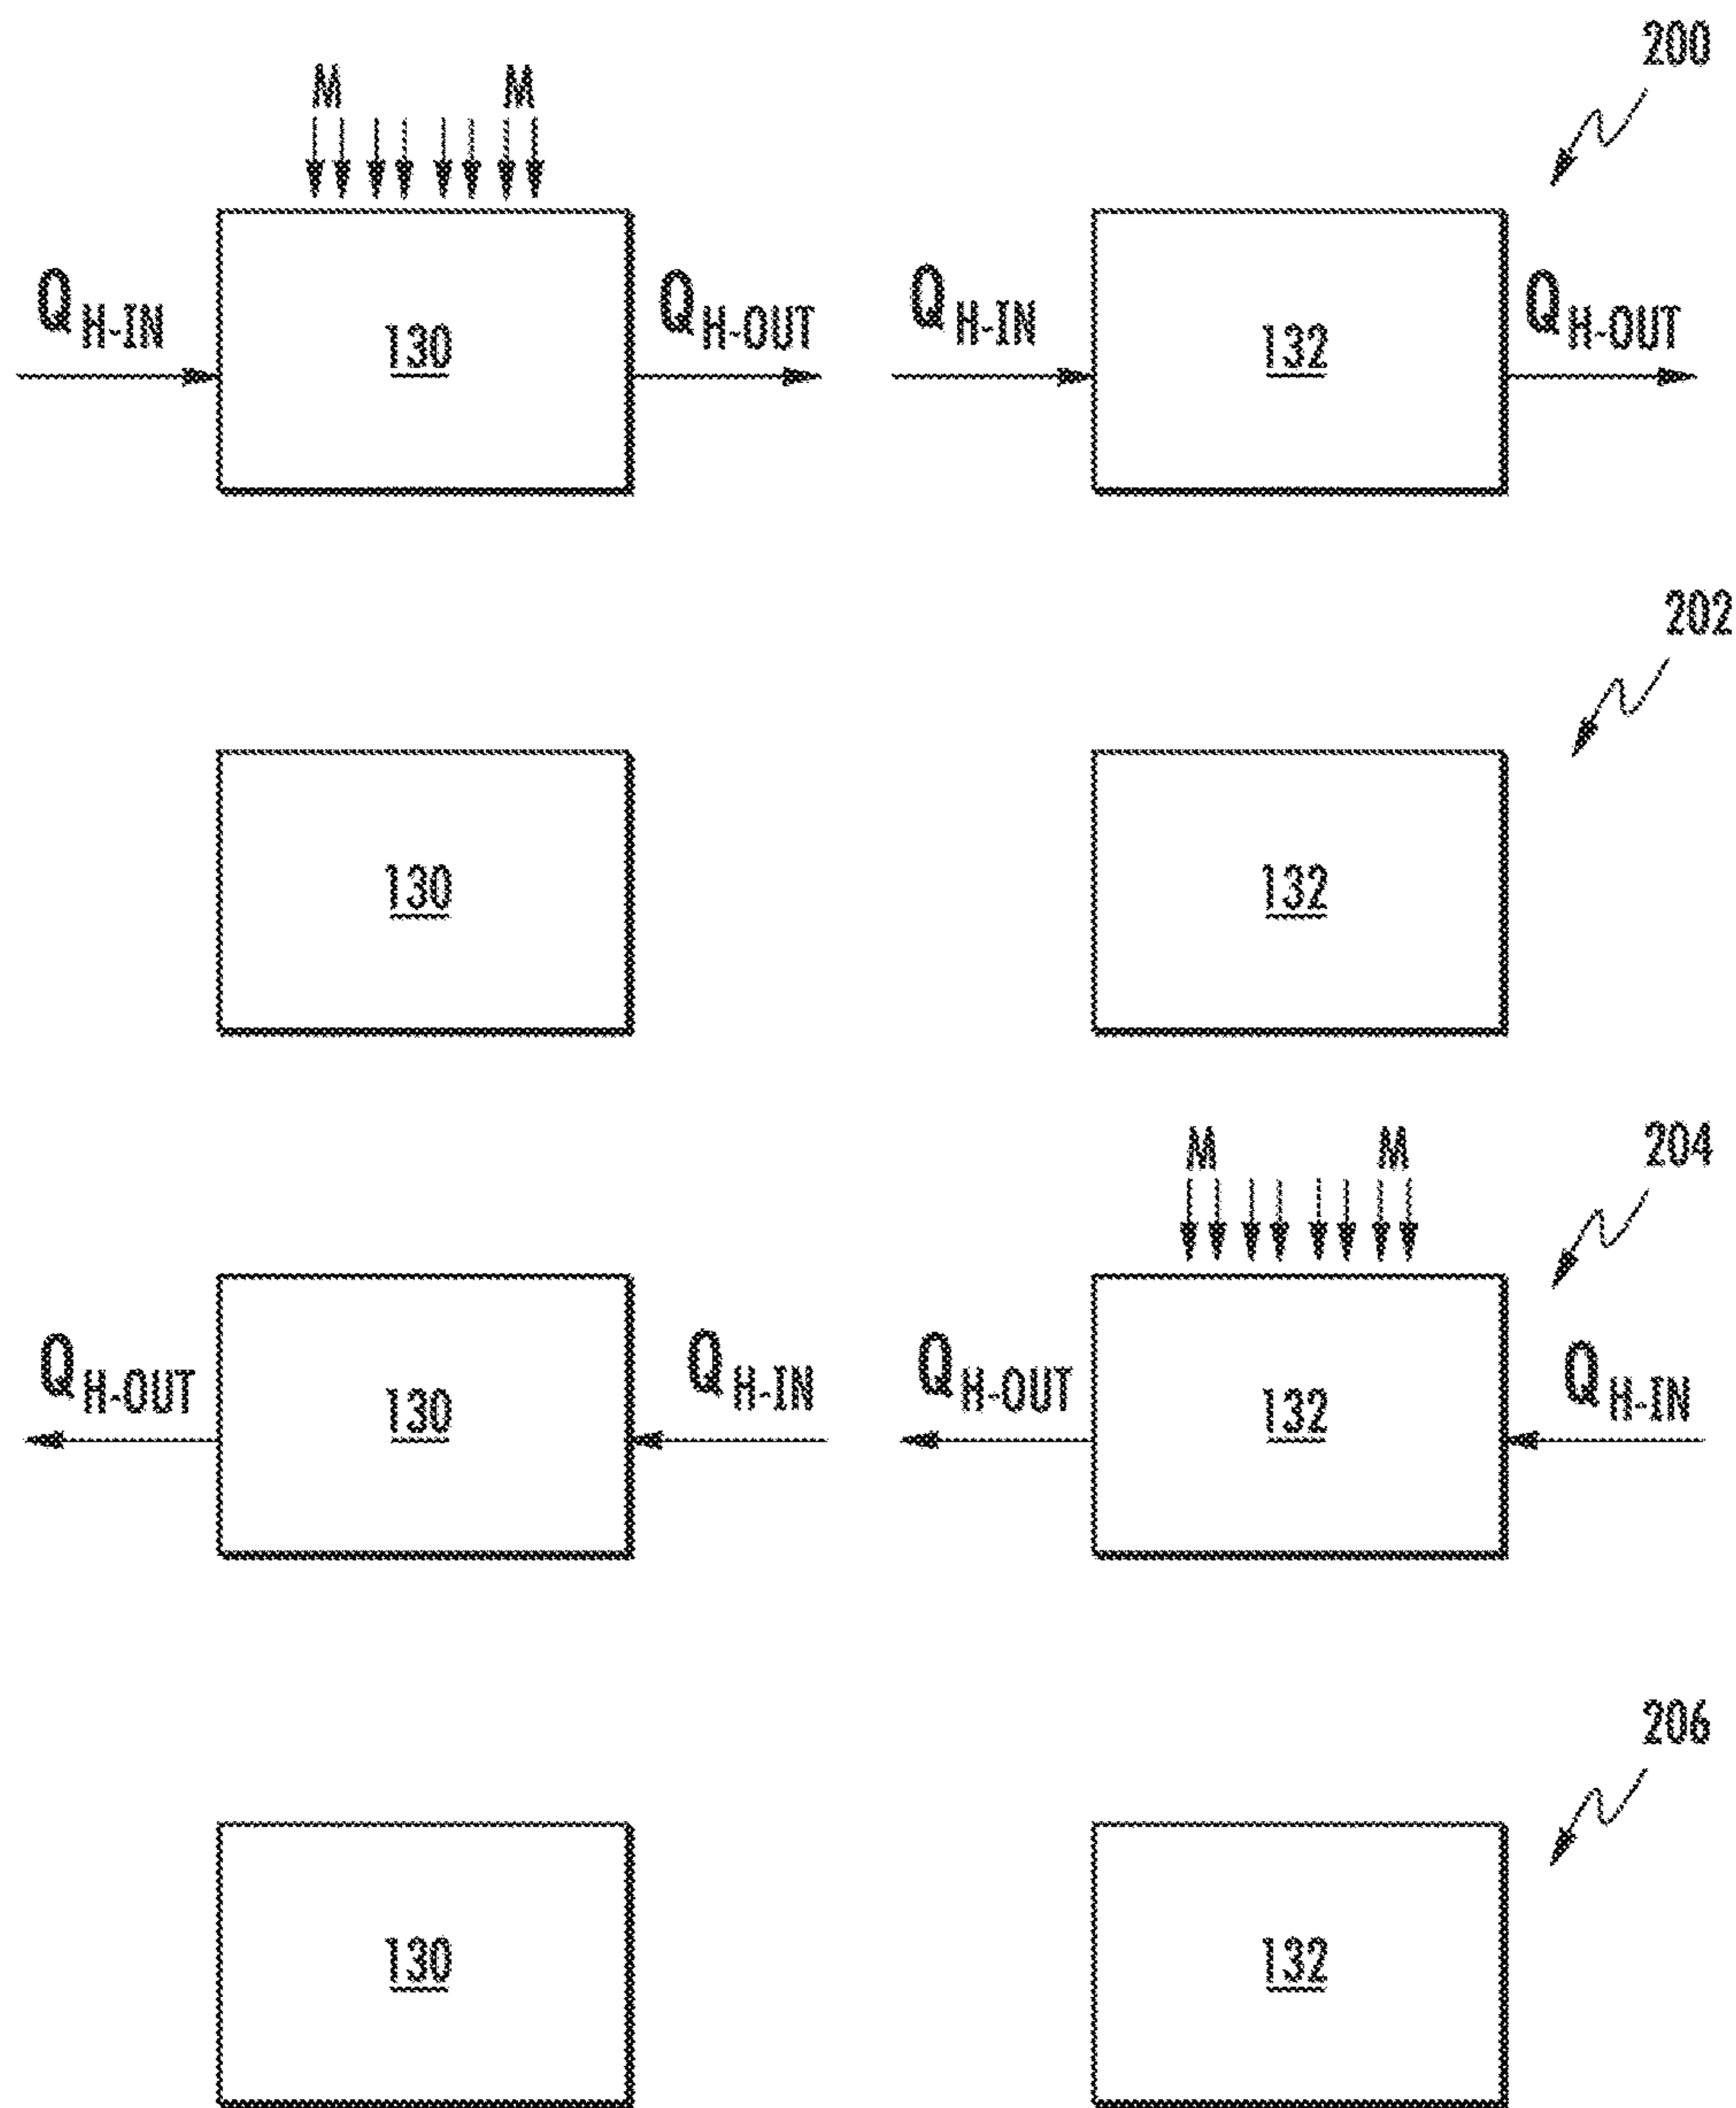 200
M M
Q H-IN 130 Q H-OUT Q H-IN 132 Q H-OUT
202
130 132
204
M M
Q H-OUT 130 Q H-IN Q H-OUT 132 Q H-IN
206
130 132